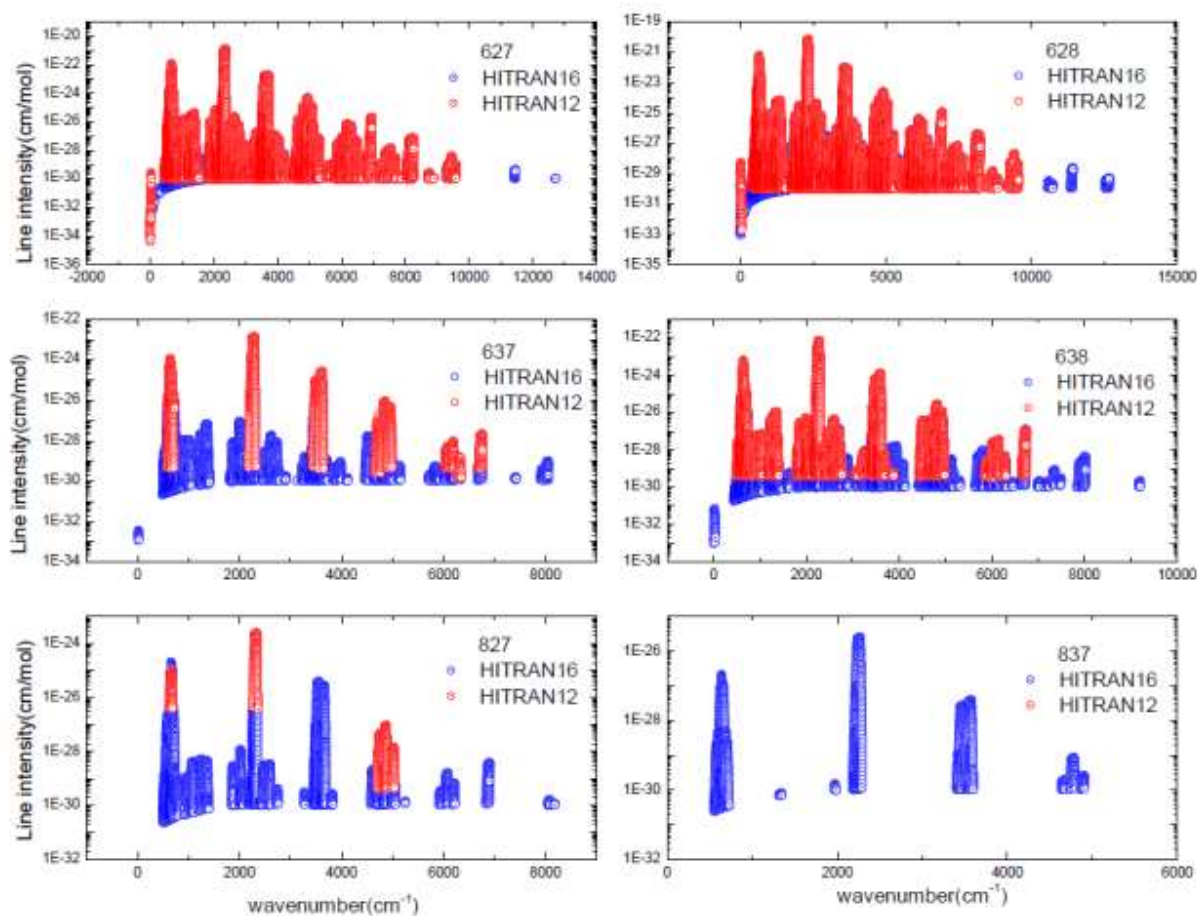 1E-20
1E-22
1E-24
1E-26
1E-28
1E-30
1E-32
1E-34
1E-36
Line intensity(cm/mol)
627
HITRAN16
HITRAN12
-2000 0 2000 4000 6000 8000 10000 12000 14000
1E-19
1E-21
1E-23
1E-25
1E-27
1E-29
1E-31
1E-33
1E-35
628
HITRAN16
HITRAN12
0 5000 10000 15000
1E-22
1E-24
1E-26
1E-28
1E-30
1E-32
1E-34
Line intensity(cm/mol)
637
HITRAN16
HITRAN12
0 2000 4000 6000 8000
1E-22
1E-24
1E-26
1E-28
1E-30
1E-32
1E-34
638
HITRAN16
HITRAN12
0 2000 4000 6000 8000 10000
1E-24
1E-26
1E-28
1E-30
1E-32
Line intensity(cm/mol)
827
HITRAN16
HITRAN12
0 2000 4000 6000 8000
wavenumber(cm⁻¹)
1E-26
1E-28
1E-30
1E-32
837
HITRAN16
HITRAN12
0 2000 4000 6000
wavenumber(cm⁻¹)